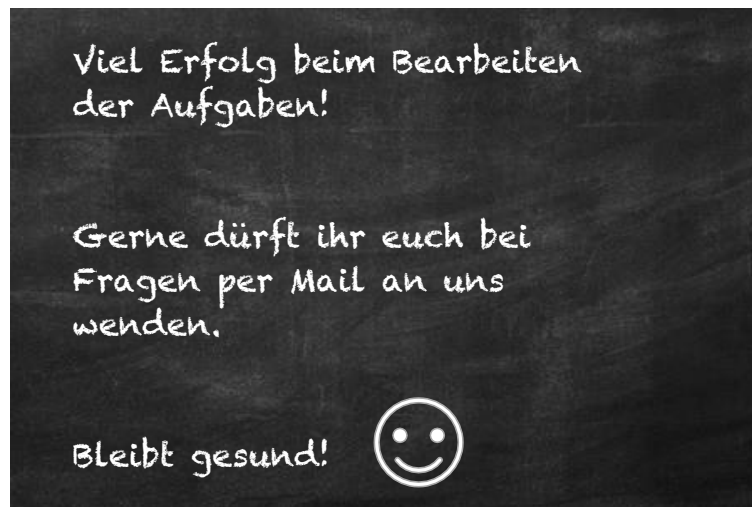 Viel Erfolg beim Bearbeiten
der Aufgaben!
Gerne dürft ihr euch bei
Fragen per Mail an uns
wenden.
Bleibt gesund!